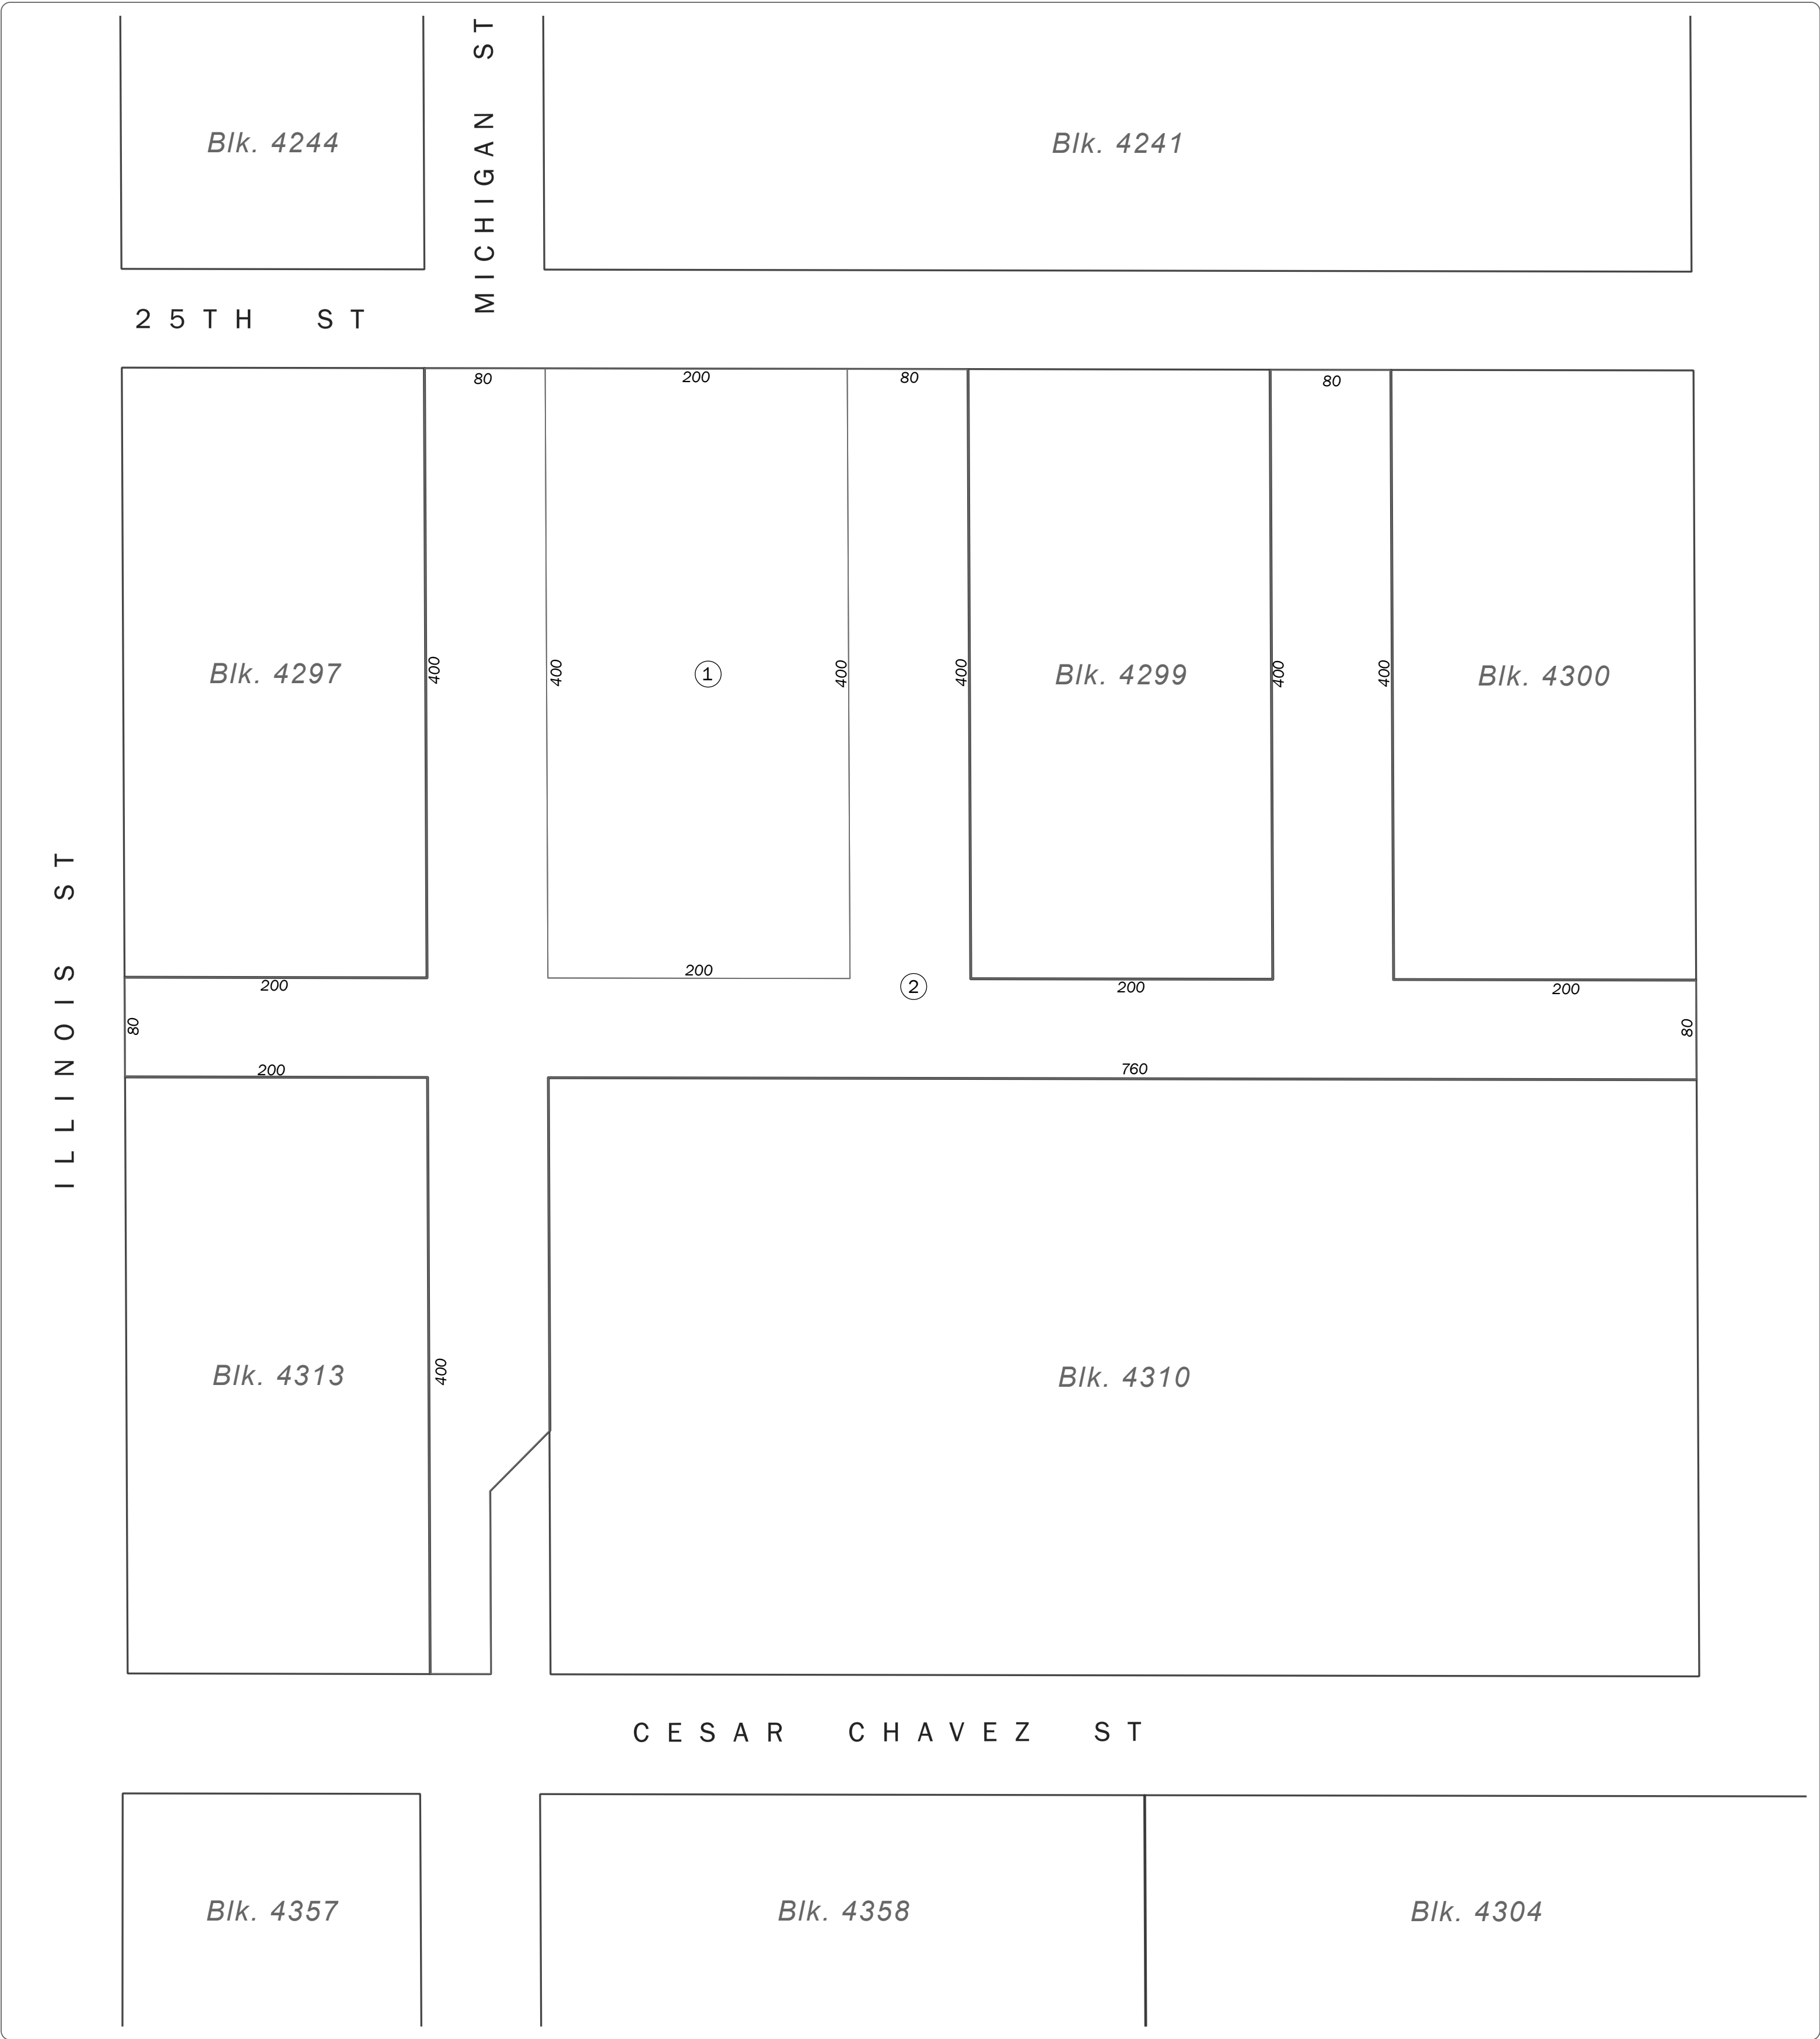 MICHIGAN ST
Blk. 4244
Blk. 4241
25TH ST
80
200
80
80
Blk. 4297
400
400
1
400
400
Blk. 4299
400
400
Blk. 4300
ILLINOIS ST
200
200
2
200
200
80
80
200
760
Blk. 4313
400
Blk. 4310
CESAR CHAVEZ ST
Blk. 4357
Blk. 4358
Blk. 4304